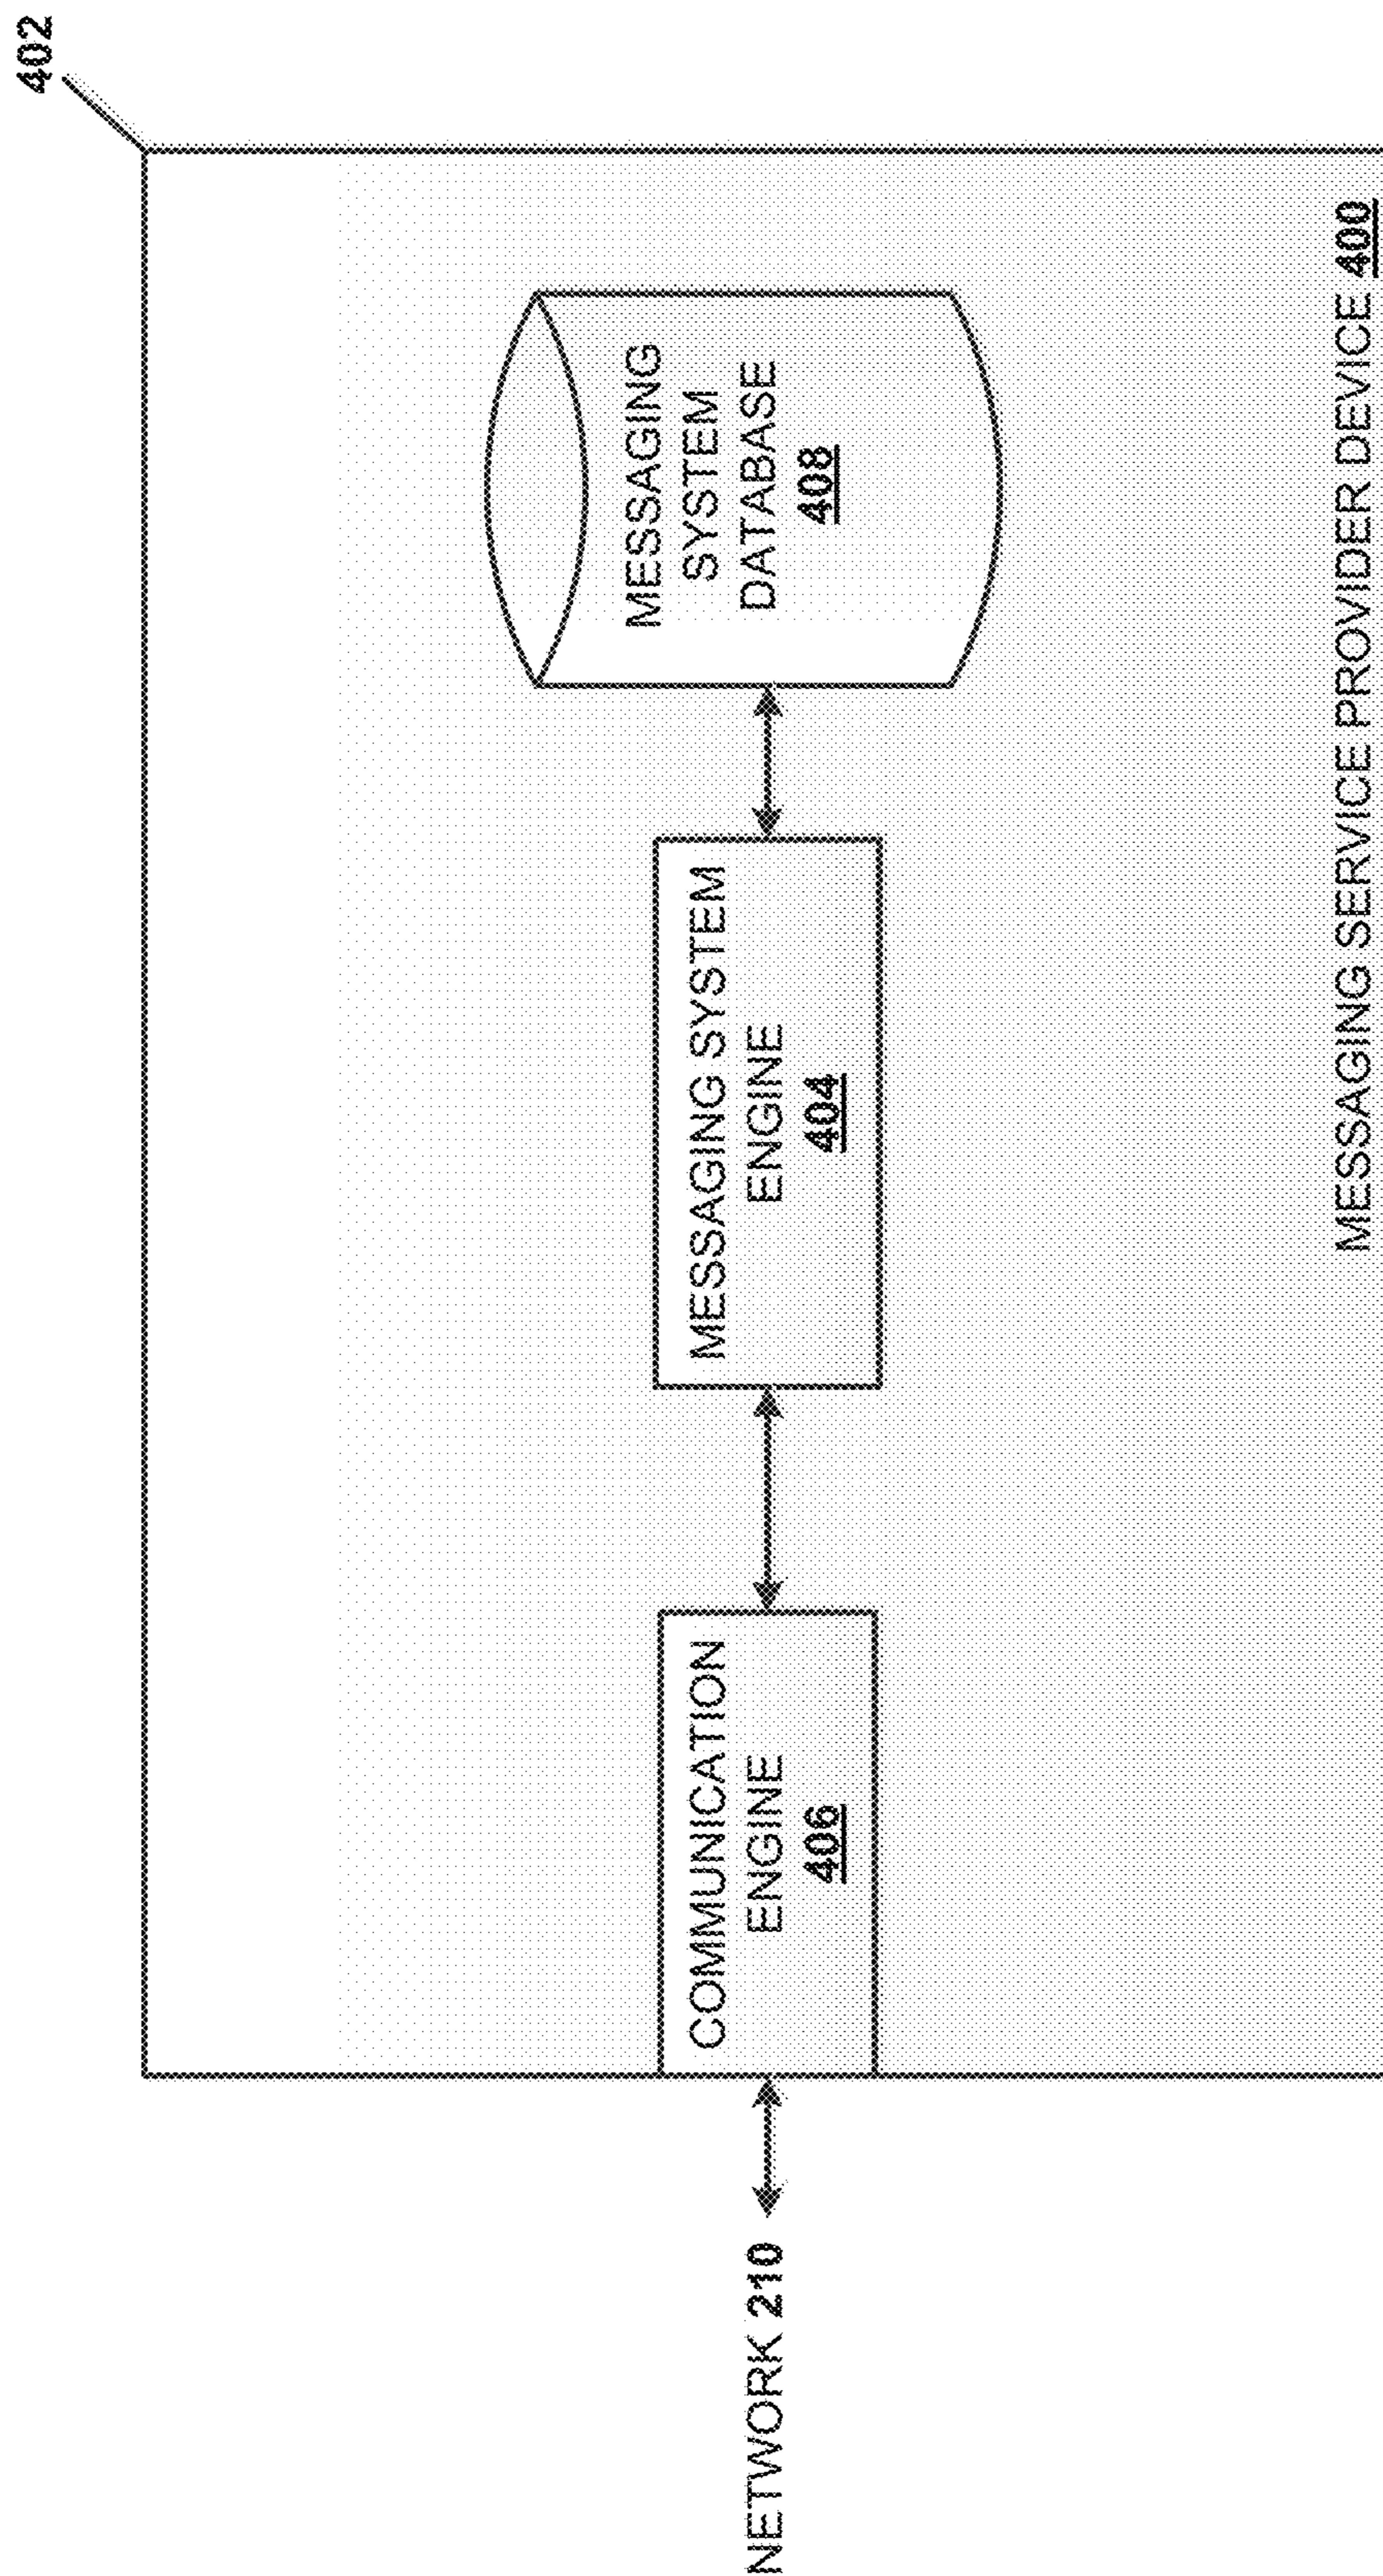 402
MESSAGING
SYSTEM
DATABASE
408
MESSAGING SYSTEM
ENGINE
404
COMMUNICATION
ENGINE
406
NETWORK 210
MESSAGING SERVICE PROVIDER DEVICE 400